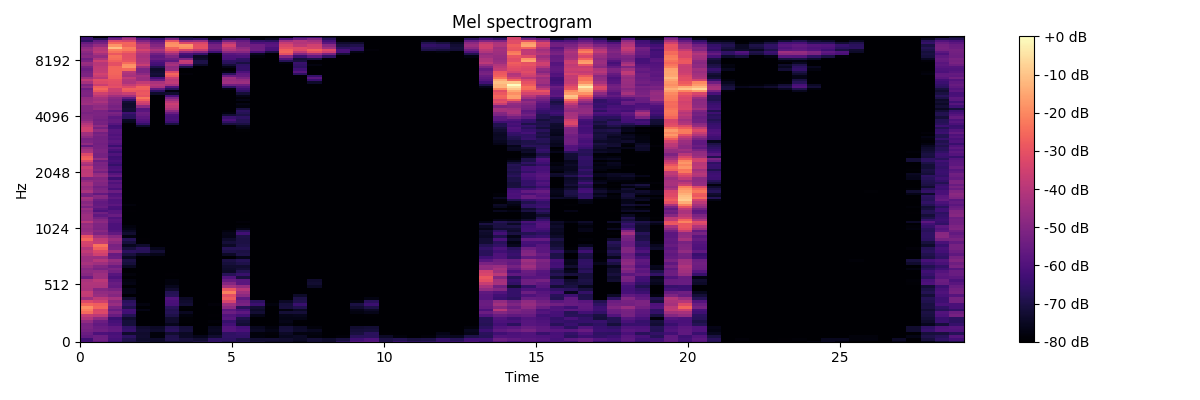 Mel spectrogram
+0 dB
8192
-10 dB
-20 dB
4096
-30 dB
Hz
2048
-40 dB
1024
-50 dB
-60 dB
512
-70 dB
0
-80 dB
0 5 10 15 20 25
Time